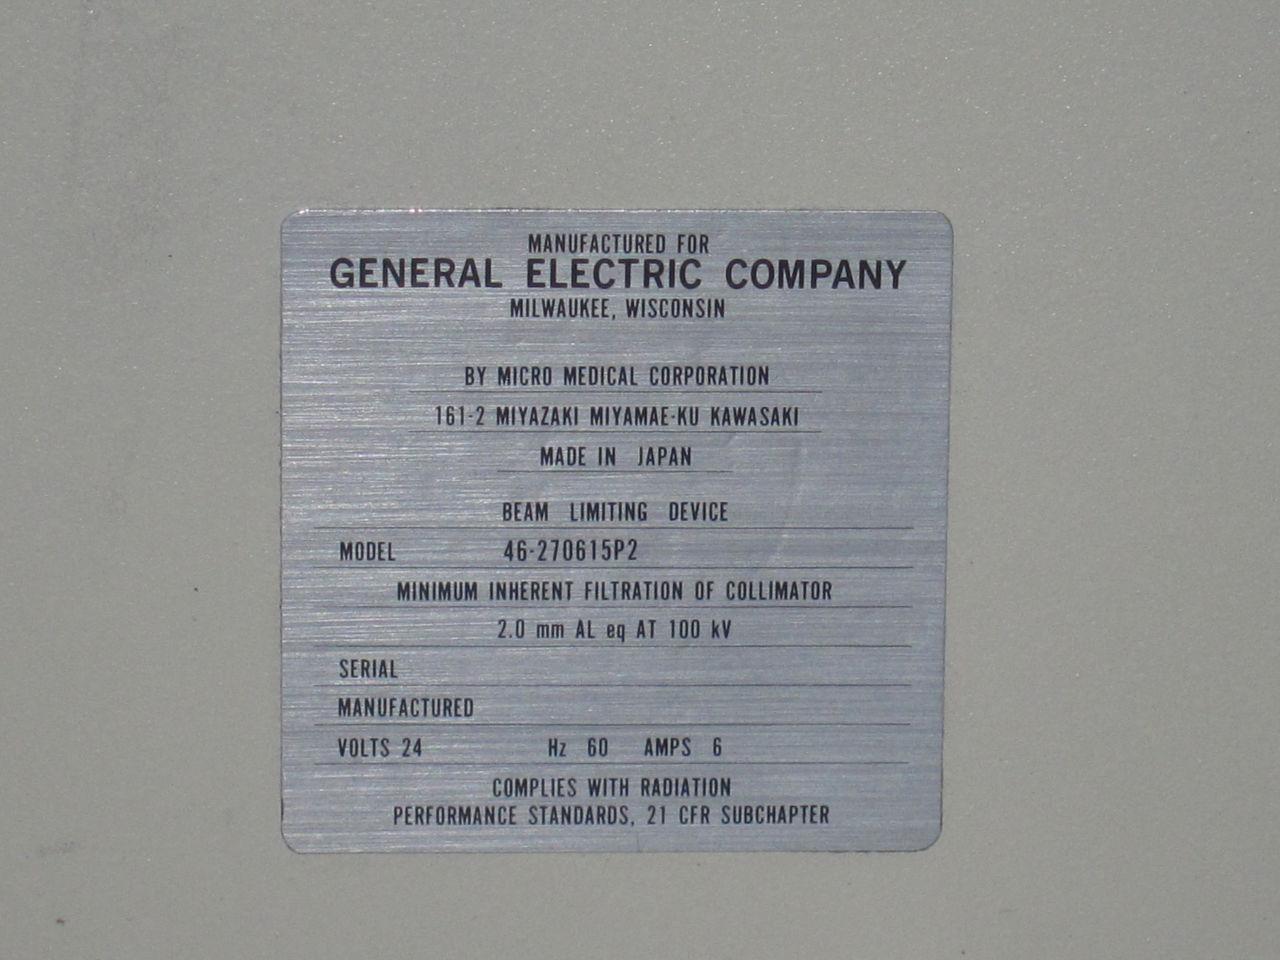 MANUFACTURED FOR
GENERAL ELECTRIC COMPANY
MILWAUKEE, WISCONSIN
BY MICRO MEDICAL CORPORATION
161-2 MIYAZAKI MIYAMAE-KU KAWASAKI
MADE IN JAPAN
BEAM LIMITING DEVICE
MODEL 46-270615P2
MINIMUM INHERENT FILTRATION OF COLLIMATOR
2.0 mm AL eq AT 100 kV
SERIAL
MANUFACTURED
VOLTS 24 Hz 60 AMPS 6
COMPLIES WITH RADIATION
PERFORMANCE STANDARDS, 21 CFR SUBCHAPTER